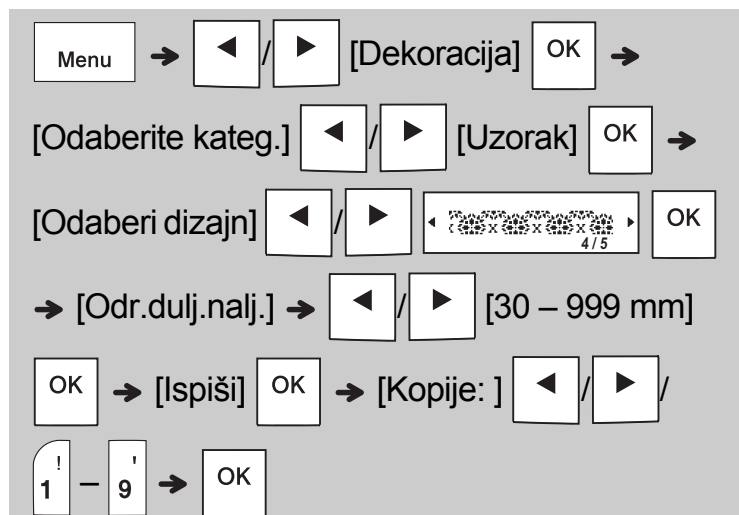 Menu → ◄/► [Dekoracija] OK →
[Odaberite kateg.] ◄/► [Uzorak] OK →
[Odaberi dizajn] ◄/► ◄ x x x x ► 4/5 OK
→ [Odr.dulj.nalj.] → ◄/► [30 – 999 mm]
OK → [Ispiši] OK → [Kopije: ] ◄/►/
1 ! – 9 ' → OK